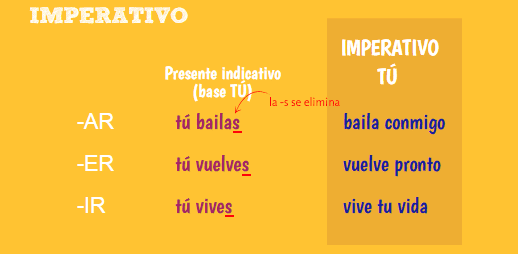 IMPERATIVO
IMPERATIVO
TÚ
Presente indicativo
(base TÚ)
la -s se elimina
-AR tú bailas baila conmigo
-ER tú vuelves vuelve pronto
-IR tú vives vive tu vida